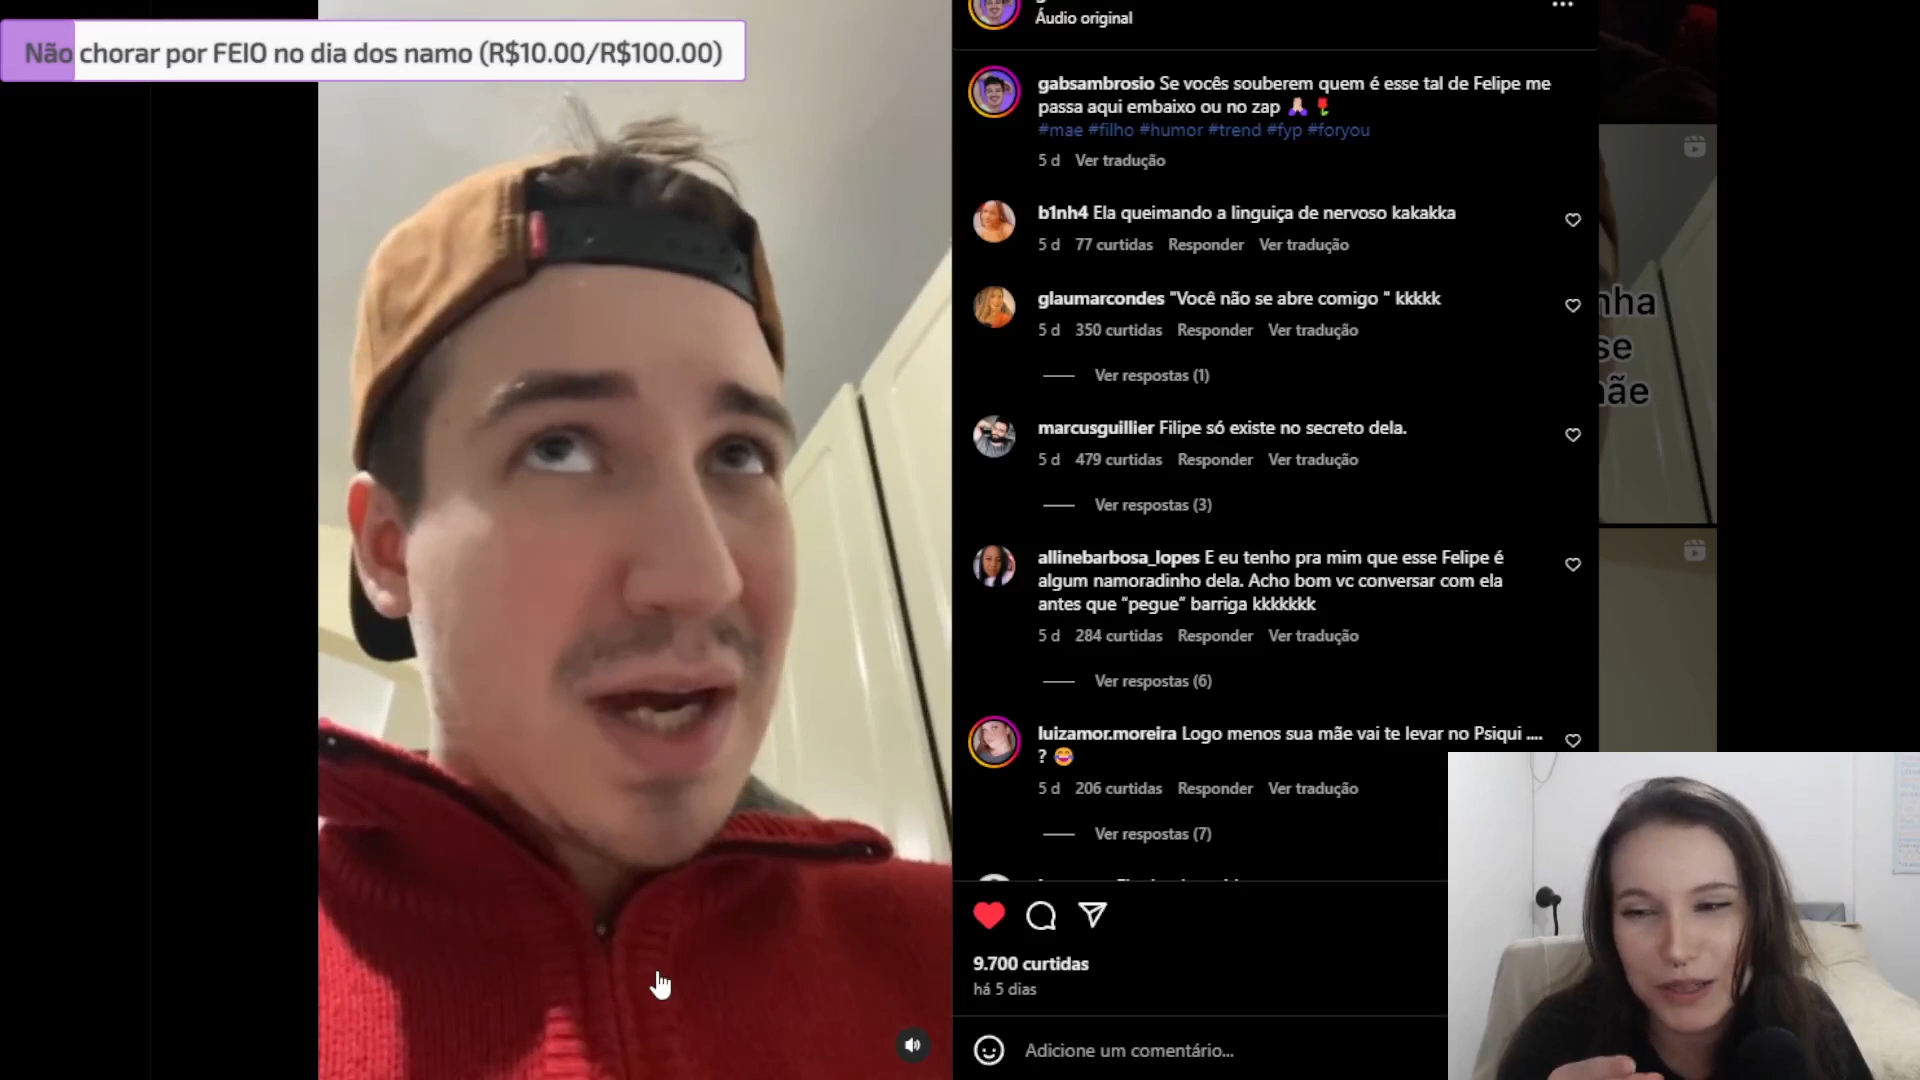 Não chorar por FEIO no dia dos namo (R$10.00/R$100.00)
Áudio original
gabsambrosio Se vocês souberem quem é esse tal de Felipe me
passa aqui embaixo ou no zap 🙏🏻 🌹
#mae #filho #humor #trend #fyp #foryou
5 d Ver tradução
b1nh4 Ela queimando a linguiça de nervoso kakakka
5 d 77 curtidas Responder Ver tradução
glaumarcondes "Você não se abre comigo " kkkkk
5 d 350 curtidas Responder Ver tradução
Ver respostas (1)
marcusguillier Filipe só existe no secreto dela.
5 d 479 curtidas Responder Ver tradução
Ver respostas (3)
allinebarbosa_lopes E eu tenho pra mim que esse Felipe é
algum namoradinho dela. Acho bom vc conversar com ela
antes que “pegue” barriga kkkkkkk
5 d 284 curtidas Responder Ver tradução
Ver respostas (6)
luizamor.moreira Logo menos sua mãe vai te levar no Psiqui ....
? 😂
5 d 206 curtidas Responder Ver tradução
Ver respostas (7)
9.700 curtidas
há 5 dias
Adicione um comentário...
nha
se
ãe